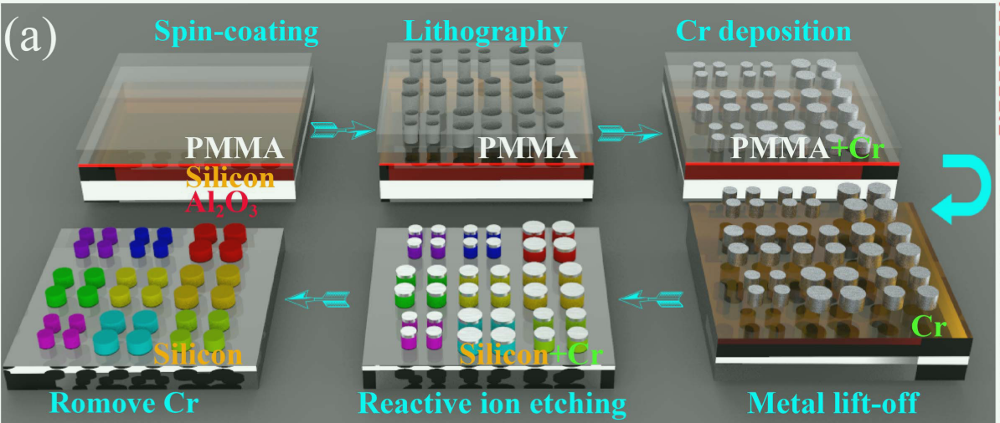 (a)
Spin-coating
Lithography
Cr deposition
PMMA
Silicon
Al₂O₃
PMMA
PMMA+Cr
Silicon
Silicon+Cr
Cr
Romove Cr
Reactive ion etching
Metal lift-off